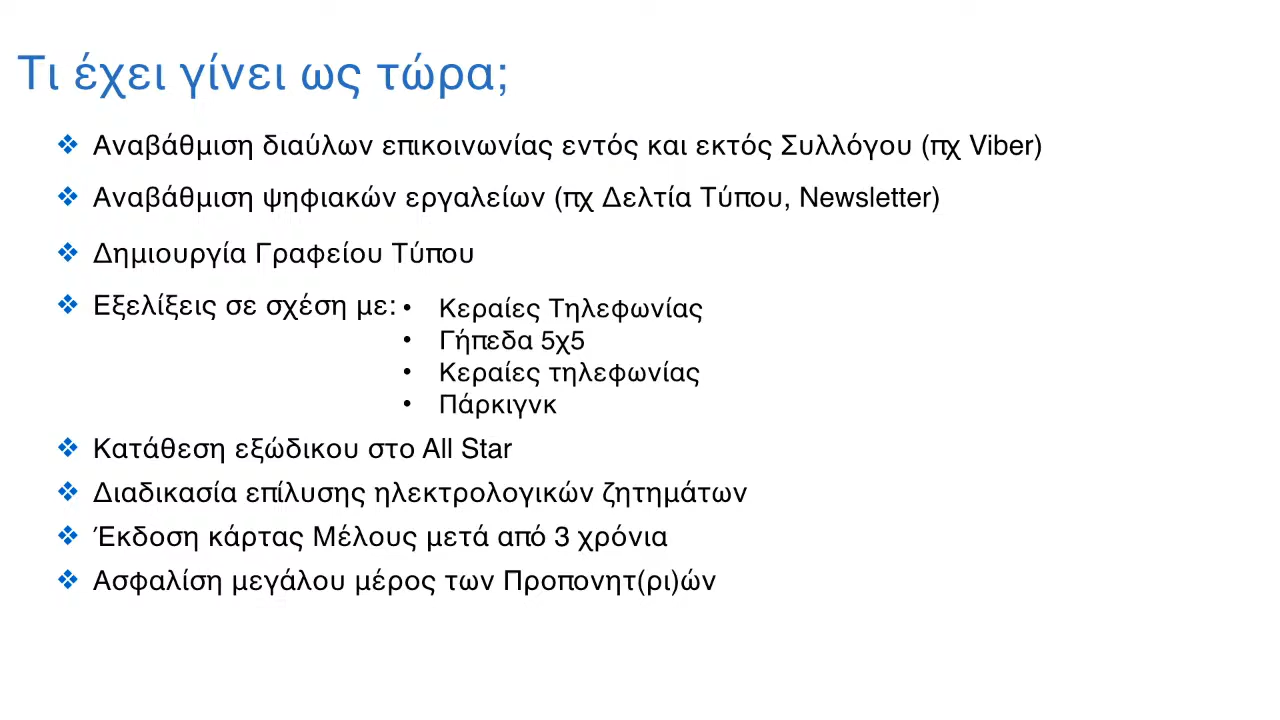 Τι έχει γίνει ως τώρα;
❖ Αναβάθμιση διαύλων επικοινωνίας εντός και εκτός Συλλόγου (πχ Viber)
❖ Αναβάθμιση ψηφιακών εργαλείων (πχ Δελτία Τύπου, Newsletter)
❖ Δημιουργία Γραφείου Τύπου
❖ Εξελίξεις σε σχέση με: • Κεραίες Τηλεφωνίας
• Γήπεδα 5χ5
• Κεραίες τηλεφωνίας
• Πάρκιγνκ
❖ Κατάθεση εξώδικου στο All Star
❖ Διαδικασία επίλυσης ηλεκτρολογικών ζητημάτων
❖ Έκδοση κάρτας Μέλους μετά από 3 χρόνια
❖ Ασφαλίση μεγάλου μέρος των Προπονητ(ρι)ών